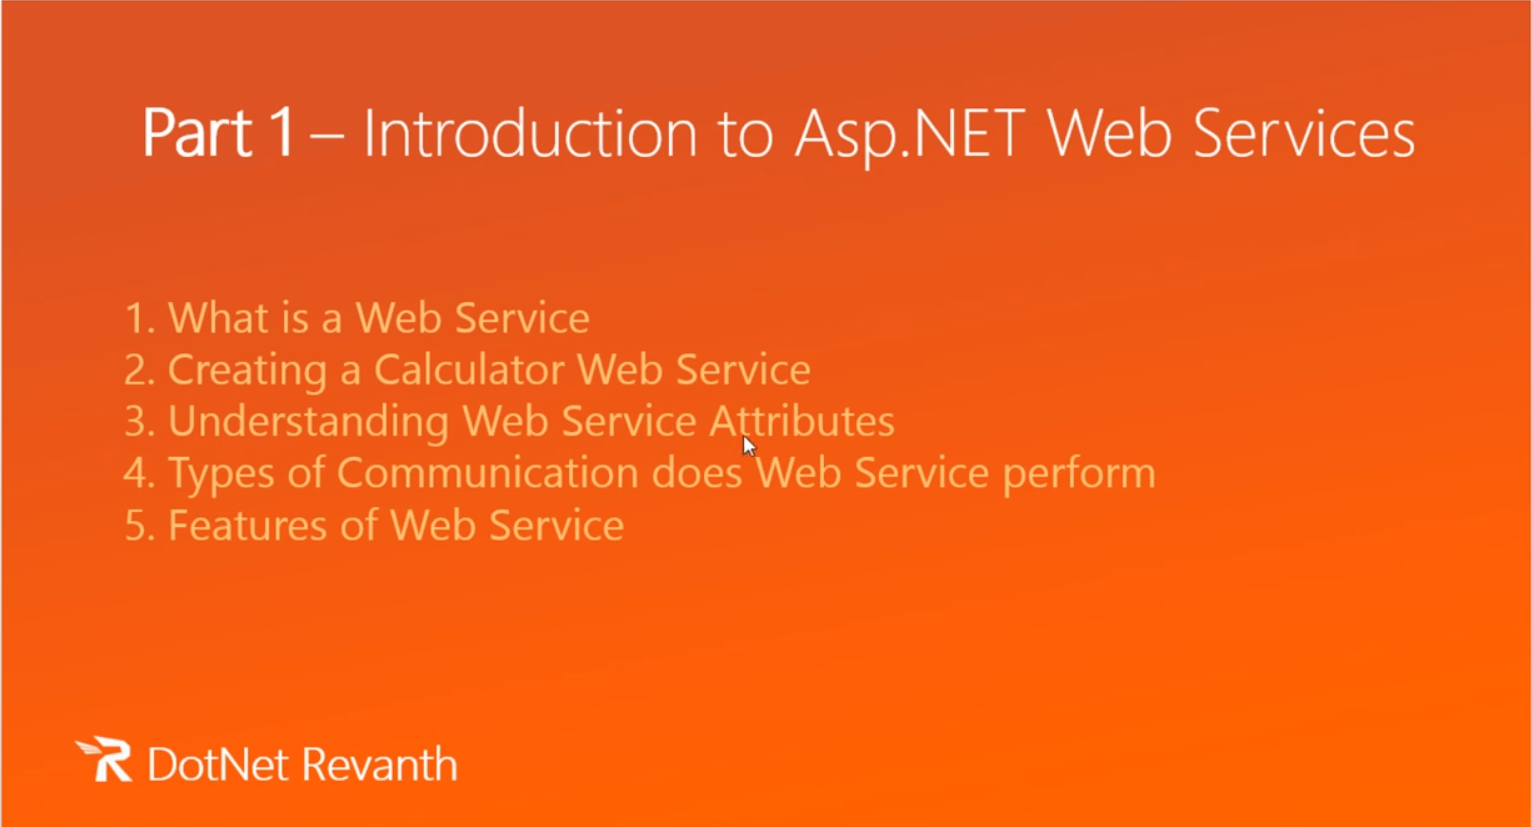 Part 1 – Introduction to Asp.NET Web Services
1. What is a Web Service
2. Creating a Calculator Web Service
3. Understanding Web Service Attributes
4. Types of Communication does Web Service perform
5. Features of Web Service
DotNet Revanth